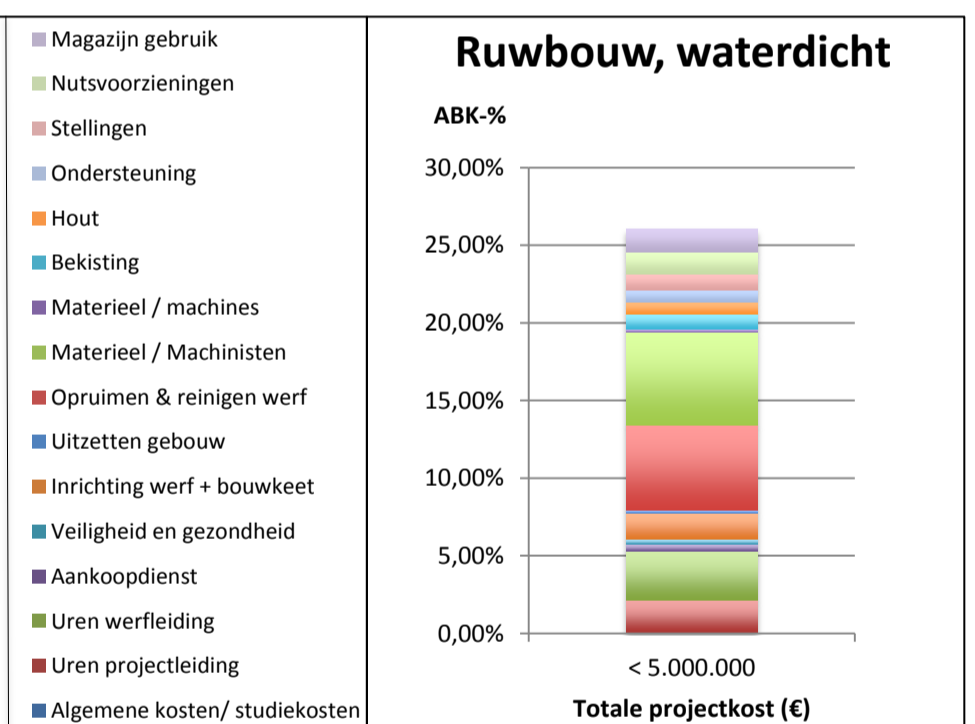 Magazijn gebruik
Nutsvoorzieningen
Stellingen
Ondersteuning
Hout
Bekisting
Materieel / machines
Materieel / Machinisten
Opruimen & reinigen werf
Uitzetten gebouw
Inrichting werf + bouwkeet
Veiligheid en gezondheid
Aankoopdienst
Uren werfleiding
Uren projectleiding
Algemene kosten/ studiekosten
Ruwbouw, waterdicht
ABK-%
30,00%
25,00%
20,00%
15,00%
10,00%
5,00%
0,00%
< 5.000.000
Totale projectkost (€)